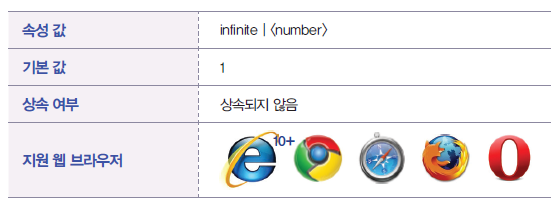 속성 값 infinite | 〈number〉
기본 값 1
상속 여부 상속되지 않음
지원 웹 브라우저 10+